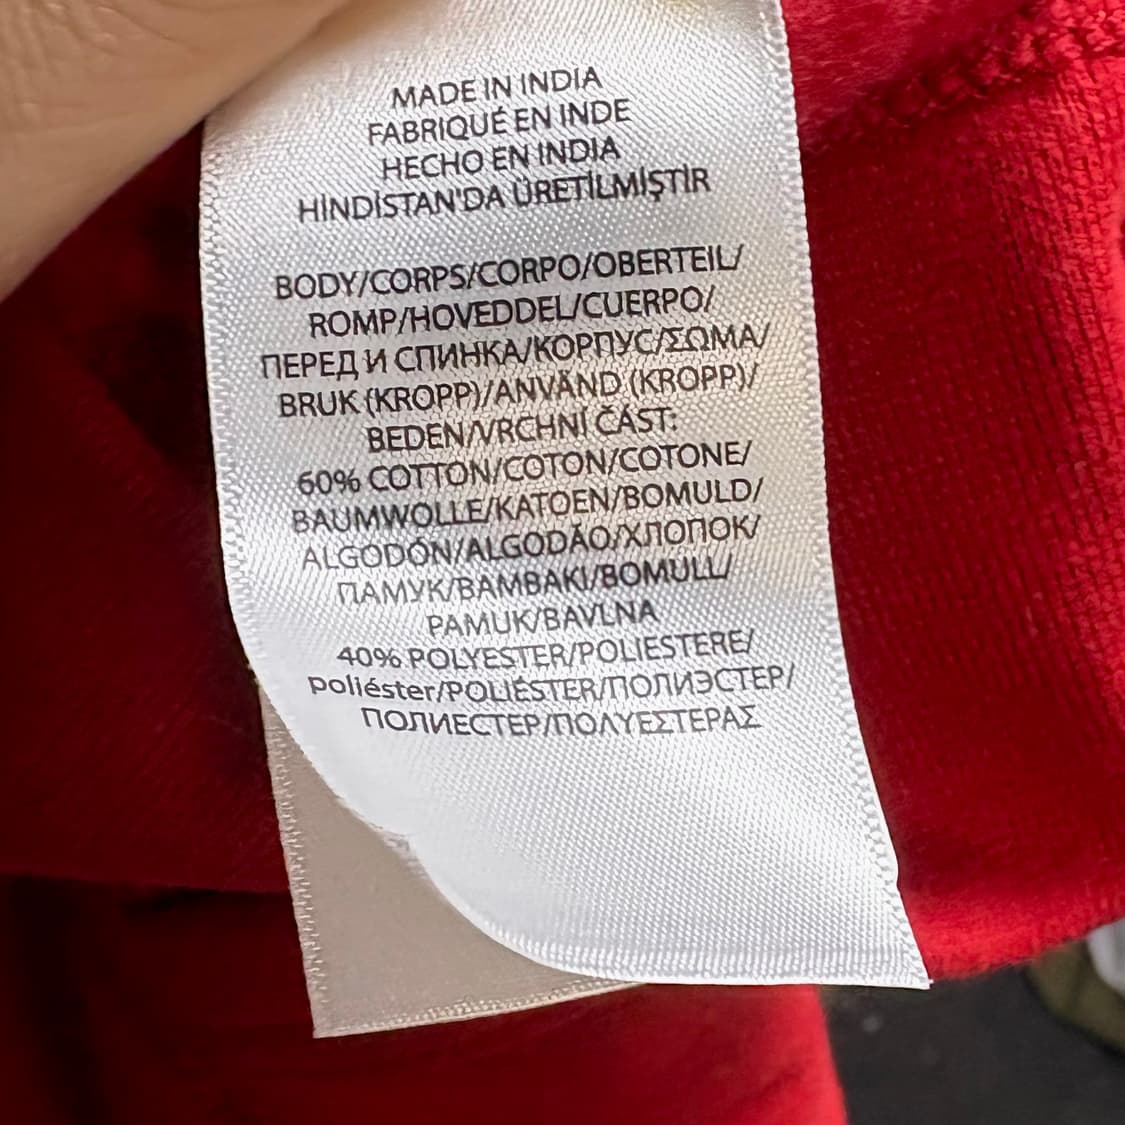 MADE IN INDIA
FABRIQUÉ EN INDE
HECHO EN INDIA
HİNDİSTAN'DA ÜRETİLMİŞTİR
BODY/CORPS/CORPO/OBERTEIL/
ROMP/HOVEDDEL/CUERPO/
ПЕРЕД И СПИНКА/КОРПУС/ΣΩΜΑ/
BRUK (KROPP)/ANVÄND (KROPP)/
BEDEN/VRCHNÍ ČÁST:
60% COTTON/COTON/COTONE/
BAUMWOLLE/KATOEN/BOMULD/
ALGODÓN/ALGODÃO/ХЛОПОК/
ПАМУК/BAMBAKI/BOMULL/
PAMUK/BAVLNA
40% POLYESTER/POLIESTERE/
poliéster/POLIÉSTER/ПОЛИЭСТЕР/
ПОЛИЕСТЕР/ΠΟΛΥΕΣΤΕΡΑΣ